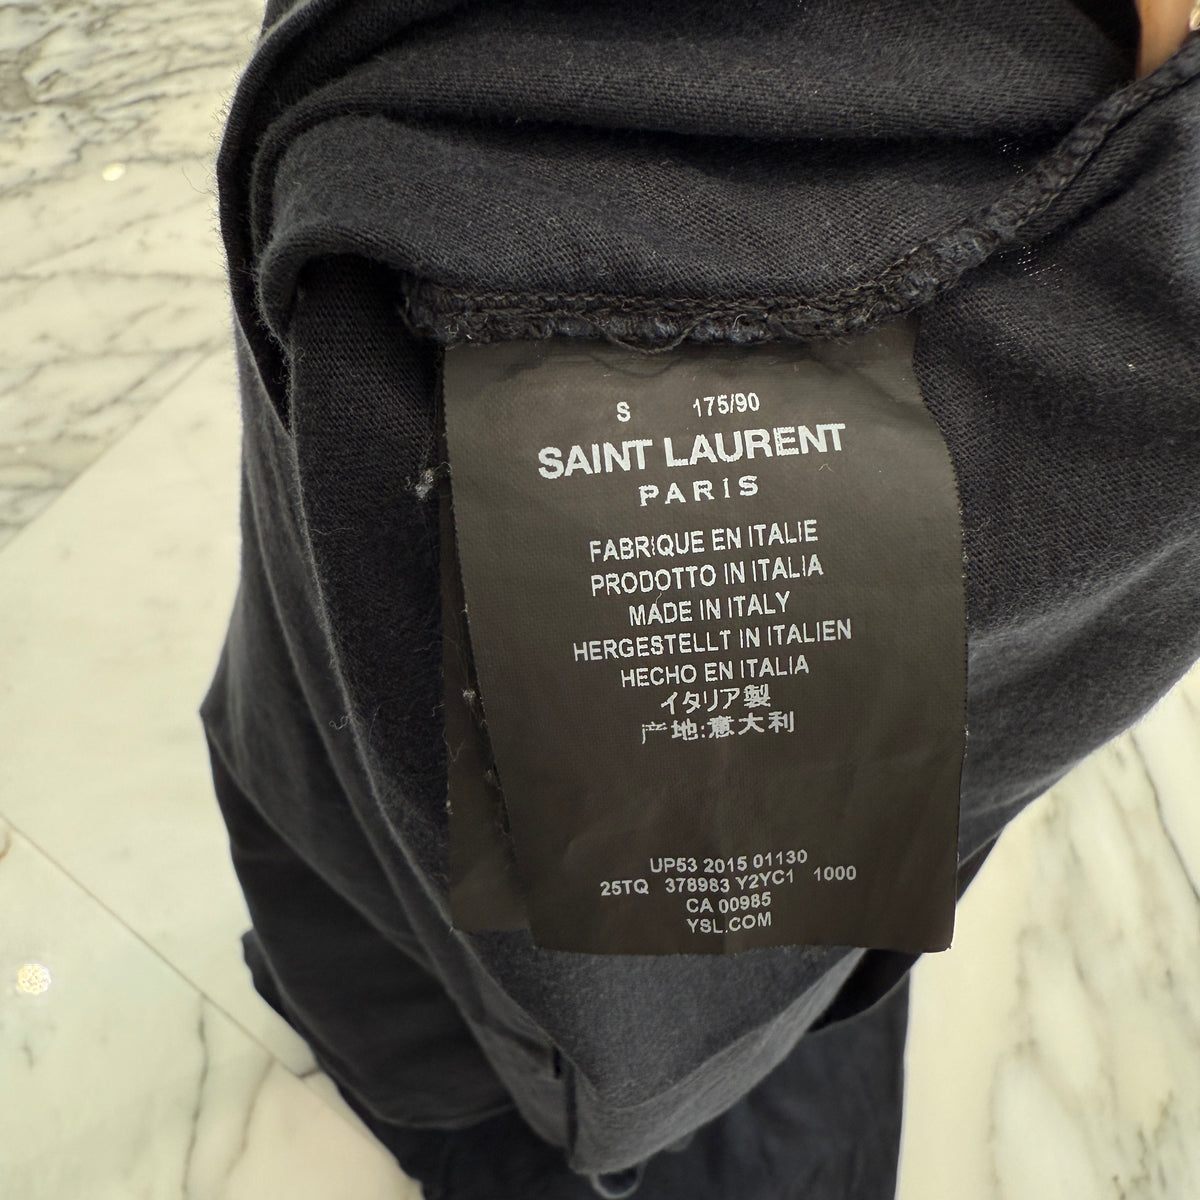 S 175/90
SAINT LAURENT
PARIS
FABRIQUE EN ITALIE
PRODOTTO IN ITALIA
MADE IN ITALY
HERGESTELLT IN ITALIEN
HECHO EN ITALIA
イタリア製
产地:意大利
UP53 2015 01130
25TQ 378983 Y2YC1 1000
CA 00985
YSL.COM